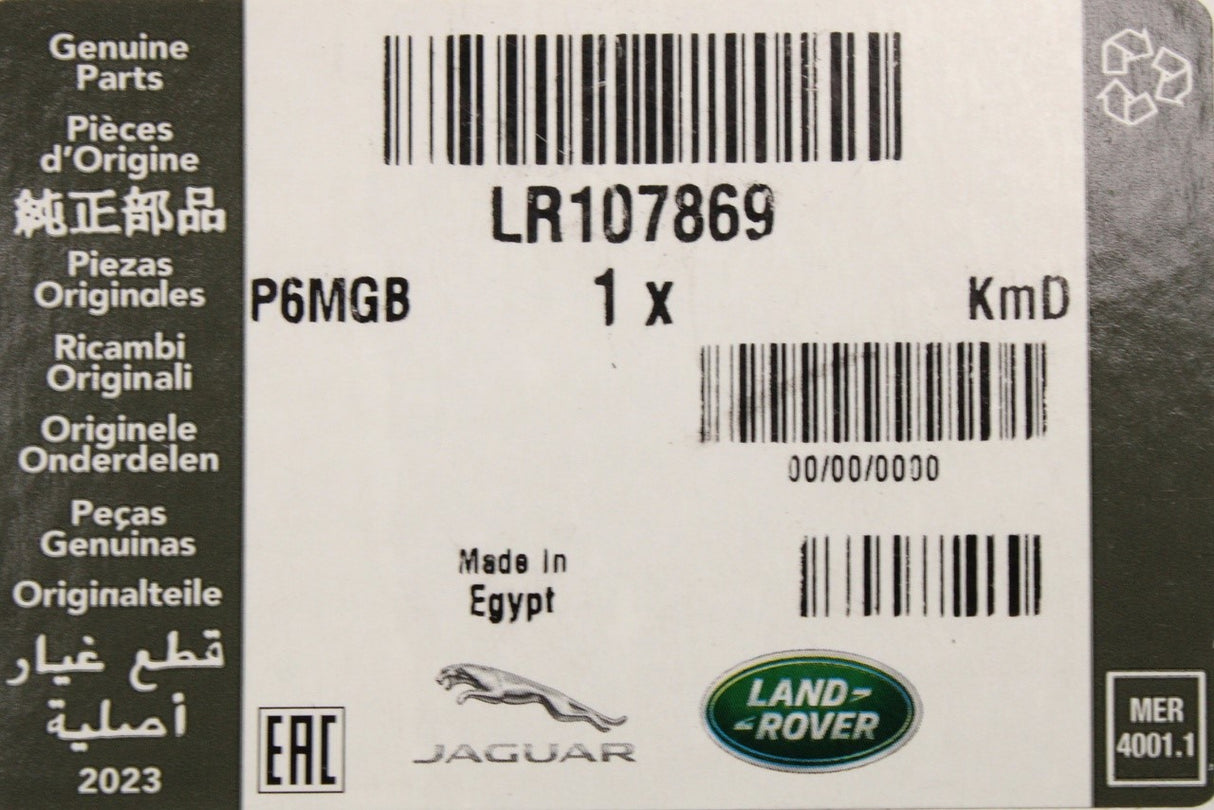 Genuine
Parts
Pièces
d'Origine
純正部品
Piezas
Originales
Ricambi
Originali
Originele
Onderdelen
Peças
Genuinas
Originalteile
قطع غيار
أصلية
2023
LR107869
P6MGB 1 x KmD
00/00/0000
Made in
Egypt
EAC
JAGUAR
LAND-
ROVER
MER
4001.1